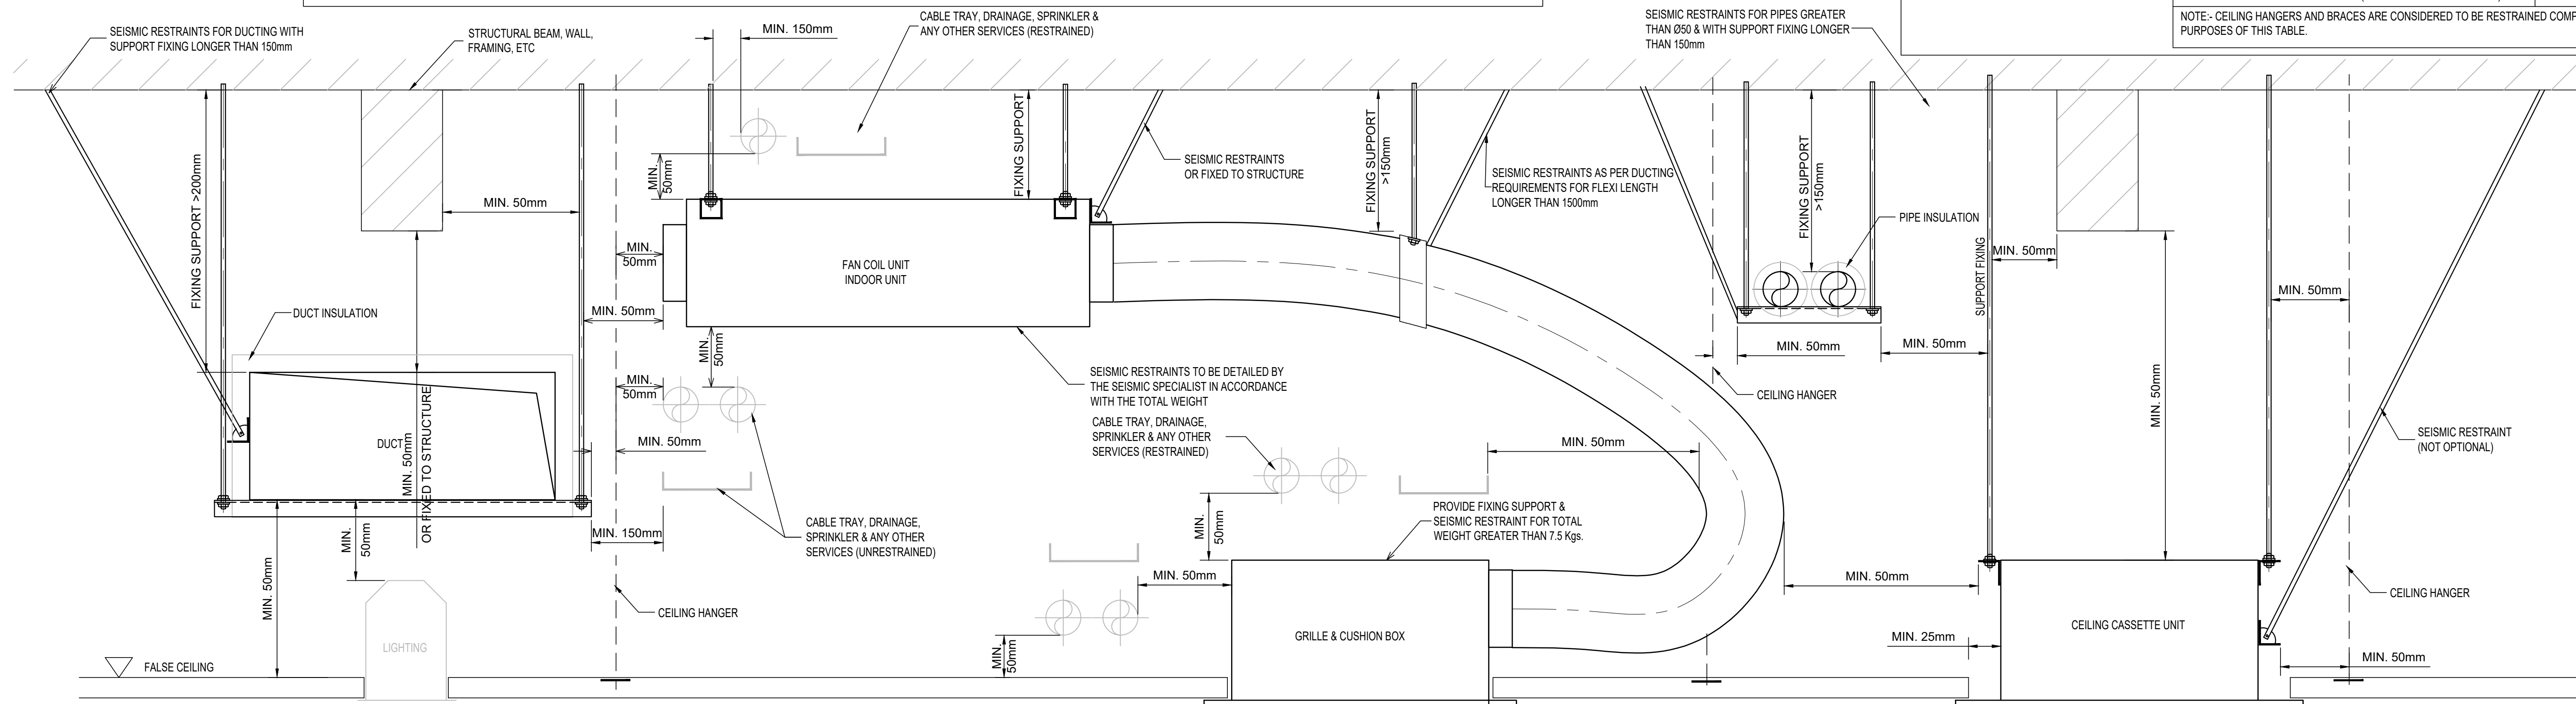 NOTE:- CEILING HANGERS AND BRACES ARE CONSIDERED TO BE RESTRAINED
PURPOSES OF THIS TABLE.
SEISMIC RESTRAINTS FOR DUCTING WITH
SUPPORT FIXING LONGER THAN 150mm
STRUCTURAL BEAM, WALL,
FRAMING, ETC
MIN. 150mm
CABLE TRAY, DRAINAGE, SPRINKLER &
ANY OTHER SERVICES (RESTRAINED)
SEISMIC RESTRAINTS FOR PIPES GREATER
THAN Ø50 & WITH SUPPORT FIXING LONGER
THAN 150mm
FIXING SUPPORT >200mm
MIN. 50mm
MIN.
50mm
FIXING SUPPORT
SEISMIC RESTRAINTS
OR FIXED TO STRUCTURE
FIXING SUPPORT
>150mm
SEISMIC RESTRAINTS AS PER DUCTING
REQUIREMENTS FOR FLEXI LENGTH
LONGER THAN 1500mm
FIXING SUPPORT
>150mm
PIPE INSULATION
SUPPORT FIXING
MIN. 50mm
MIN. 50mm
MIN.
50mm
FAN COIL UNIT
INDOOR UNIT
DUCT INSULATION
MIN. 50mm
MIN.
50mm
MIN. 50mm
MIN. 50mm
MIN. 50mm
MIN.
50mm
SEISMIC RESTRAINTS TO BE DETAILED BY
THE SEISMIC SPECIALIST IN ACCORDANCE
WITH THE TOTAL WEIGHT
CEILING HANGER
DUCT
MIN. 50mm
OR FIXED TO STRUCTURE
MIN. 50mm
CABLE TRAY, DRAINAGE,
SPRINKLER & ANY OTHER
SERVICES (RESTRAINED)
MIN. 50mm
SEISMIC RESTRAINT
(NOT OPTIONAL)
MIN. 150mm
CABLE TRAY, DRAINAGE,
SPRINKLER & ANY OTHER
SERVICES (UNRESTRAINED)
MIN.
50mm
PROVIDE FIXING SUPPORT &
SEISMIC RESTRAINT FOR TOTAL
WEIGHT GREATER THAN 7.5 Kgs.
MIN.
50mm
MIN. 50mm
MIN. 50mm
MIN. 50mm
CEILING HANGER
CEILING HANGER
LIGHTING
MIN.
50mm
GRILLE & CUSHION BOX
MIN. 25mm
CEILING CASSETTE UNIT
MIN. 50mm
FALSE CEILING